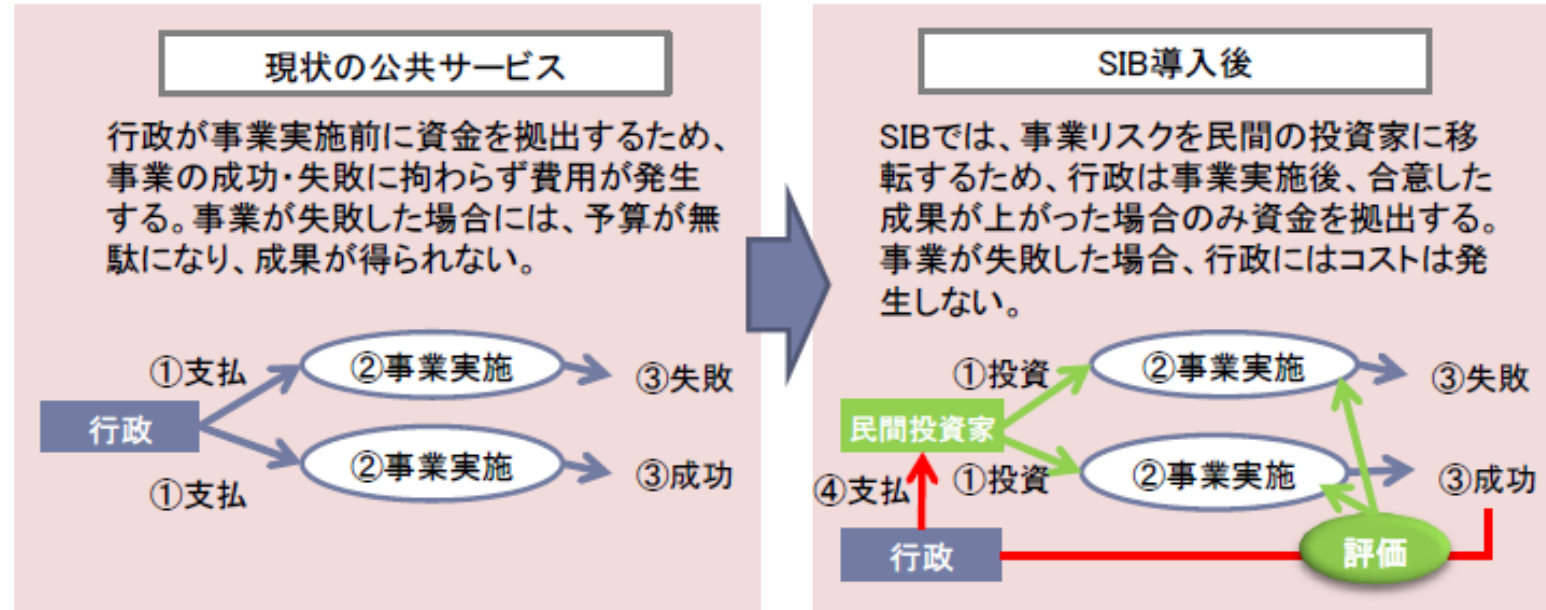 現状の公共サービス
行政が事業実施前に資金を拠出するため、
事業の成功・失敗に拘わらず費用が発生
する。事業が失敗した場合には、予算が無
駄になり、成果が得られない。
①支払
②事業実施
③失敗
行政
②事業実施
③成功
①支払
SIB導入後
SIBでは、事業リスクを民間の投資家に移
転するため、行政は事業実施後、合意した
成果が上がった場合のみ資金を拠出する。
事業が失敗した場合、行政にはコストは発
生しない。
①投資
②事業実施
③失敗
民間投資家
④支払
①投資
②事業実施
③成功
行政
評価